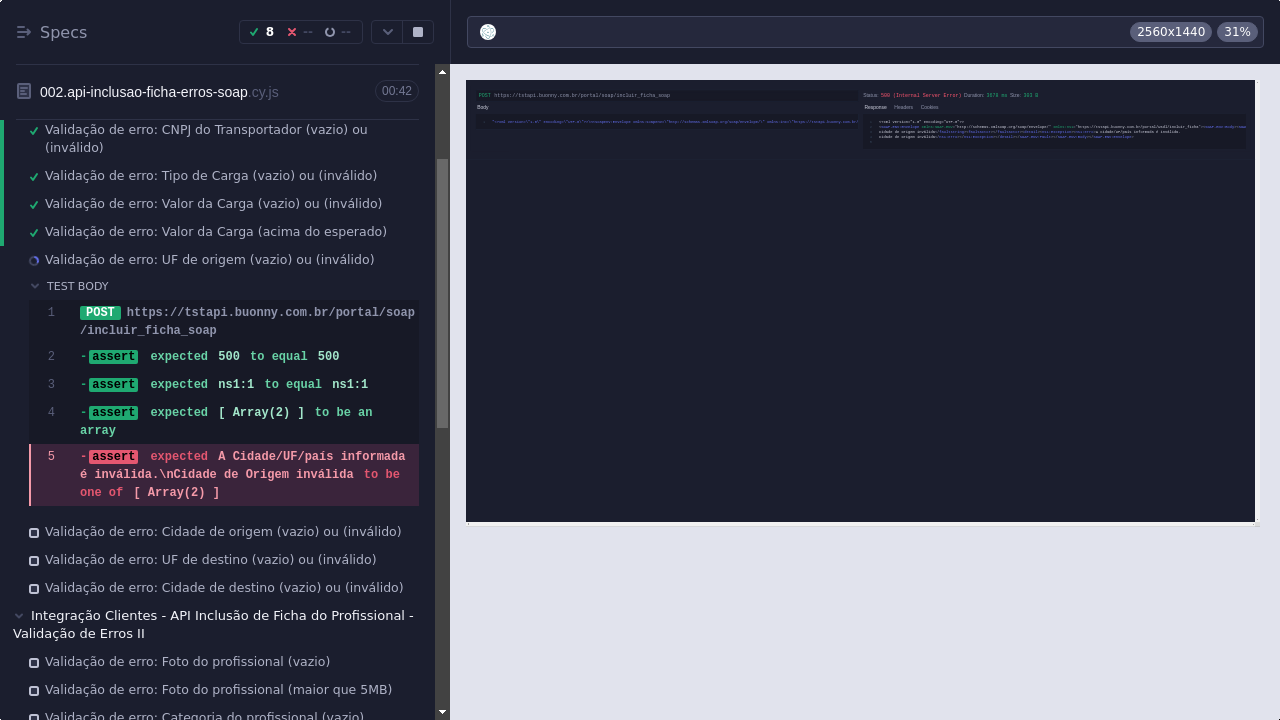 Specs
8
--
--
2560x1440
31%
002.api-inclusao-ficha-erros-soap.cy.js
00:42
Validação de erro: CNPJ do Transportador (vazio) ou
(inválido)
Validação de erro: Tipo de Carga (vazio) ou (inválido)
Validação de erro: Valor da Carga (vazio) ou (inválido)
Validação de erro: Valor da Carga (acima do esperado)
Validação de erro: UF de origem (vazio) ou (inválido)
TEST BODY
1 POST https://tstapi.buonny.com.br/portal/soap
/incluir_ficha_soap
2 -assert expected 500 to equal 500
3 -assert expected ns1:1 to equal ns1:1
4 -assert expected [ Array(2) ] to be an
array
5 -assert expected A Cidade/UF/país informada
é inválida.\nCidade de Origem inválida to be
one of [ Array(2) ]
Validação de erro: Cidade de origem (vazio) ou (inválido)
Validação de erro: UF de destino (vazio) ou (inválido)
Validação de erro: Cidade de destino (vazio) ou (inválido)
Integração Clientes - API Inclusão de Ficha do Profissional -
Validação de Erros II
Validação de erro: Foto do profissional (vazio)
Validação de erro: Foto do profissional (maior que 5MB)
Validação de erro: Categoria do profissional (vazio)
POST https://tstapi.buonny.com.br/portal/soap/incluir_ficha_soap
Body
Status: 500 (Internal Server Error) Duration: Size:
Response Headers Cookies